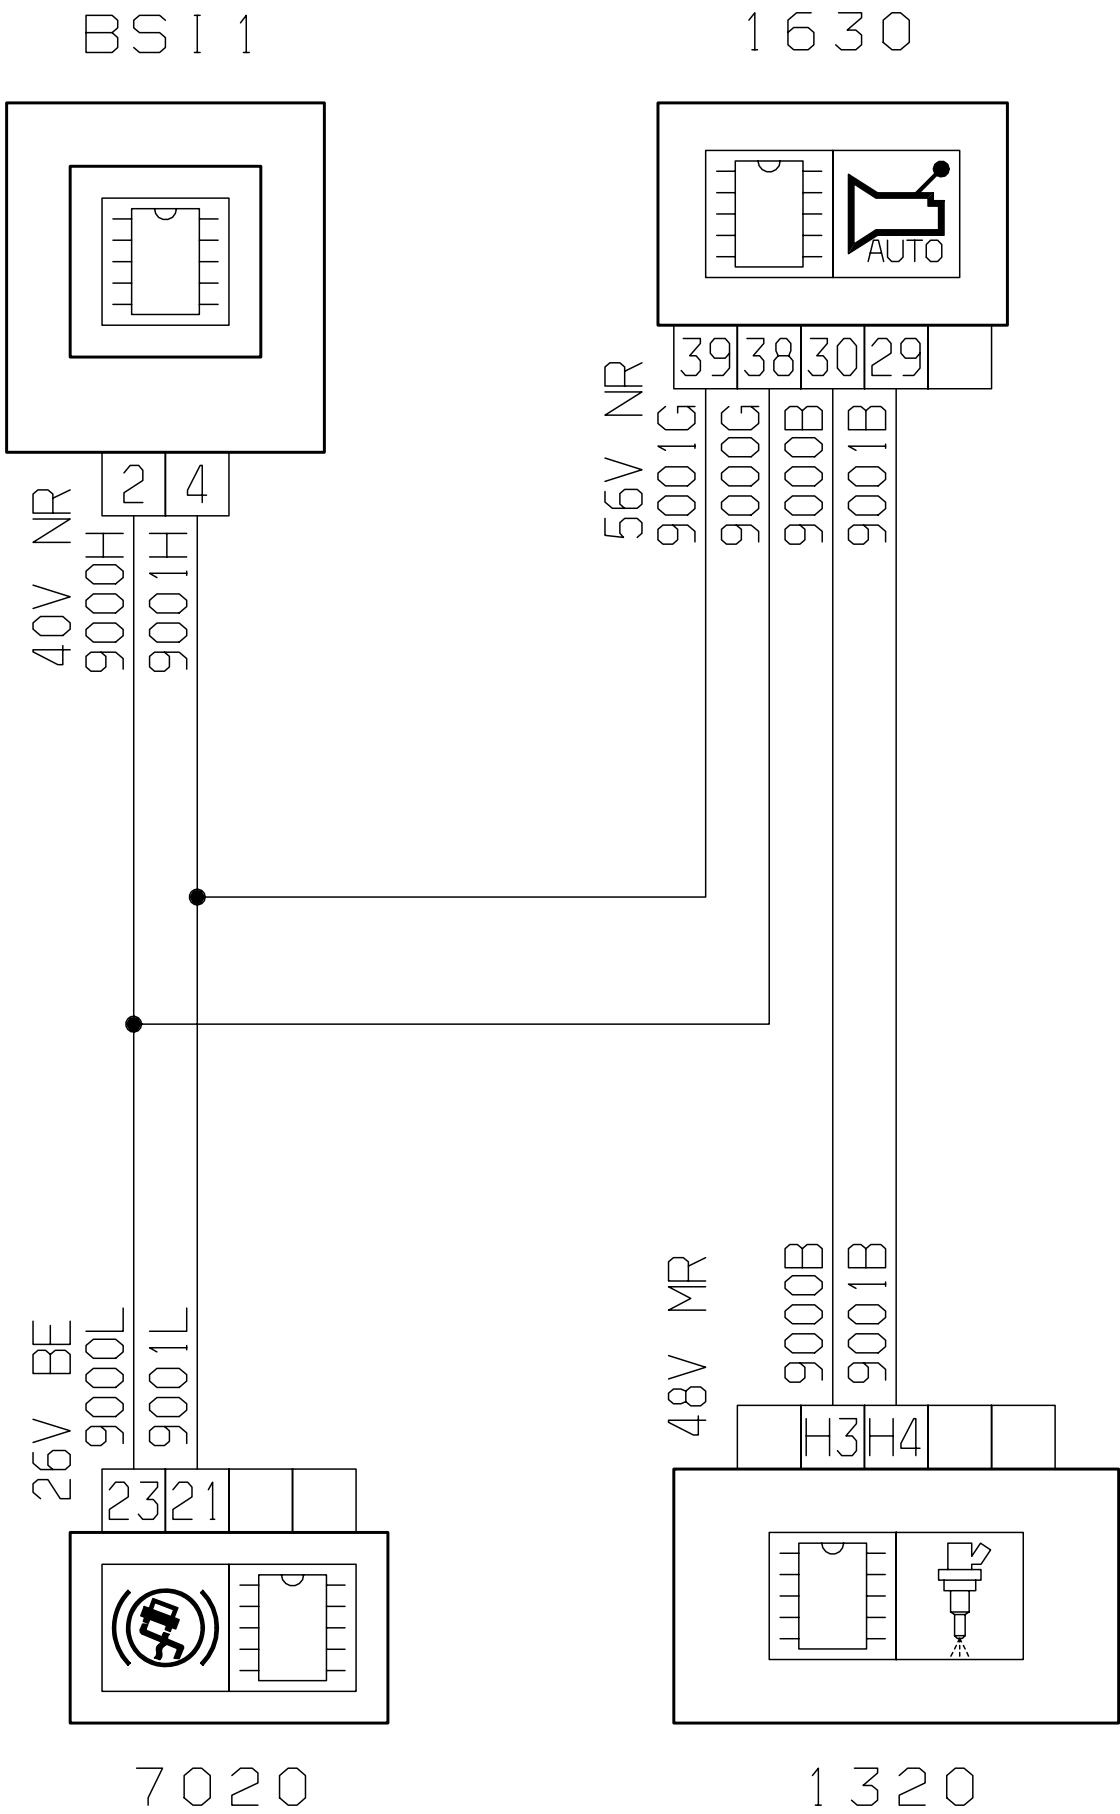 BSI1
1630
AUTO
39 38 30 29
56V NR
9001G
9000G
9000B
9001B
2 4
40V NR
9000H
9001H
26V BE
9000L
9001L
23 21
7020
48V MR
9000B
9001B
H3 H4
1320